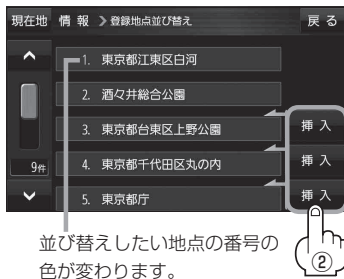 現在地 情報 ❯登録地点並び替え 戻る
1. 東京都江東区白河
2. 酒々井総合公園
3. 東京都台東区上野公園 挿入
4. 東京都千代田区丸の内 挿入
9件
5. 東京都庁 挿入
並び替えしたい地点の番号の
色が変わります。
②